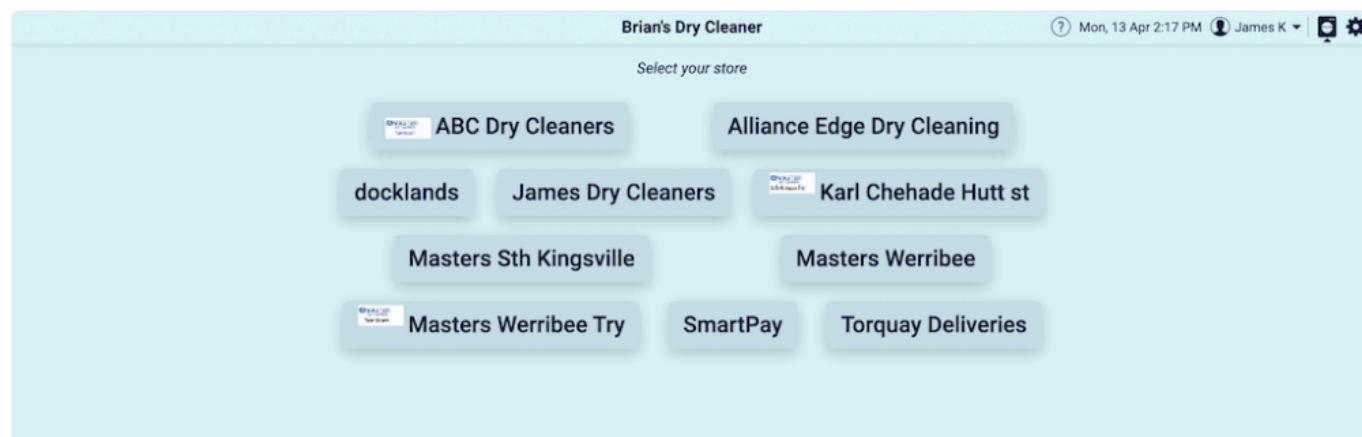 Brian's Dry Cleaner
? Mon, 13 Apr 2:17 PM James K
Select your store
ABC Dry Cleaners
Alliance Edge Dry Cleaning
docklands
James Dry Cleaners
Karl Chehade Hutt st
Masters Sth Kingsville
Masters Werribee
Masters Werribee Try
SmartPay
Torquay Deliveries